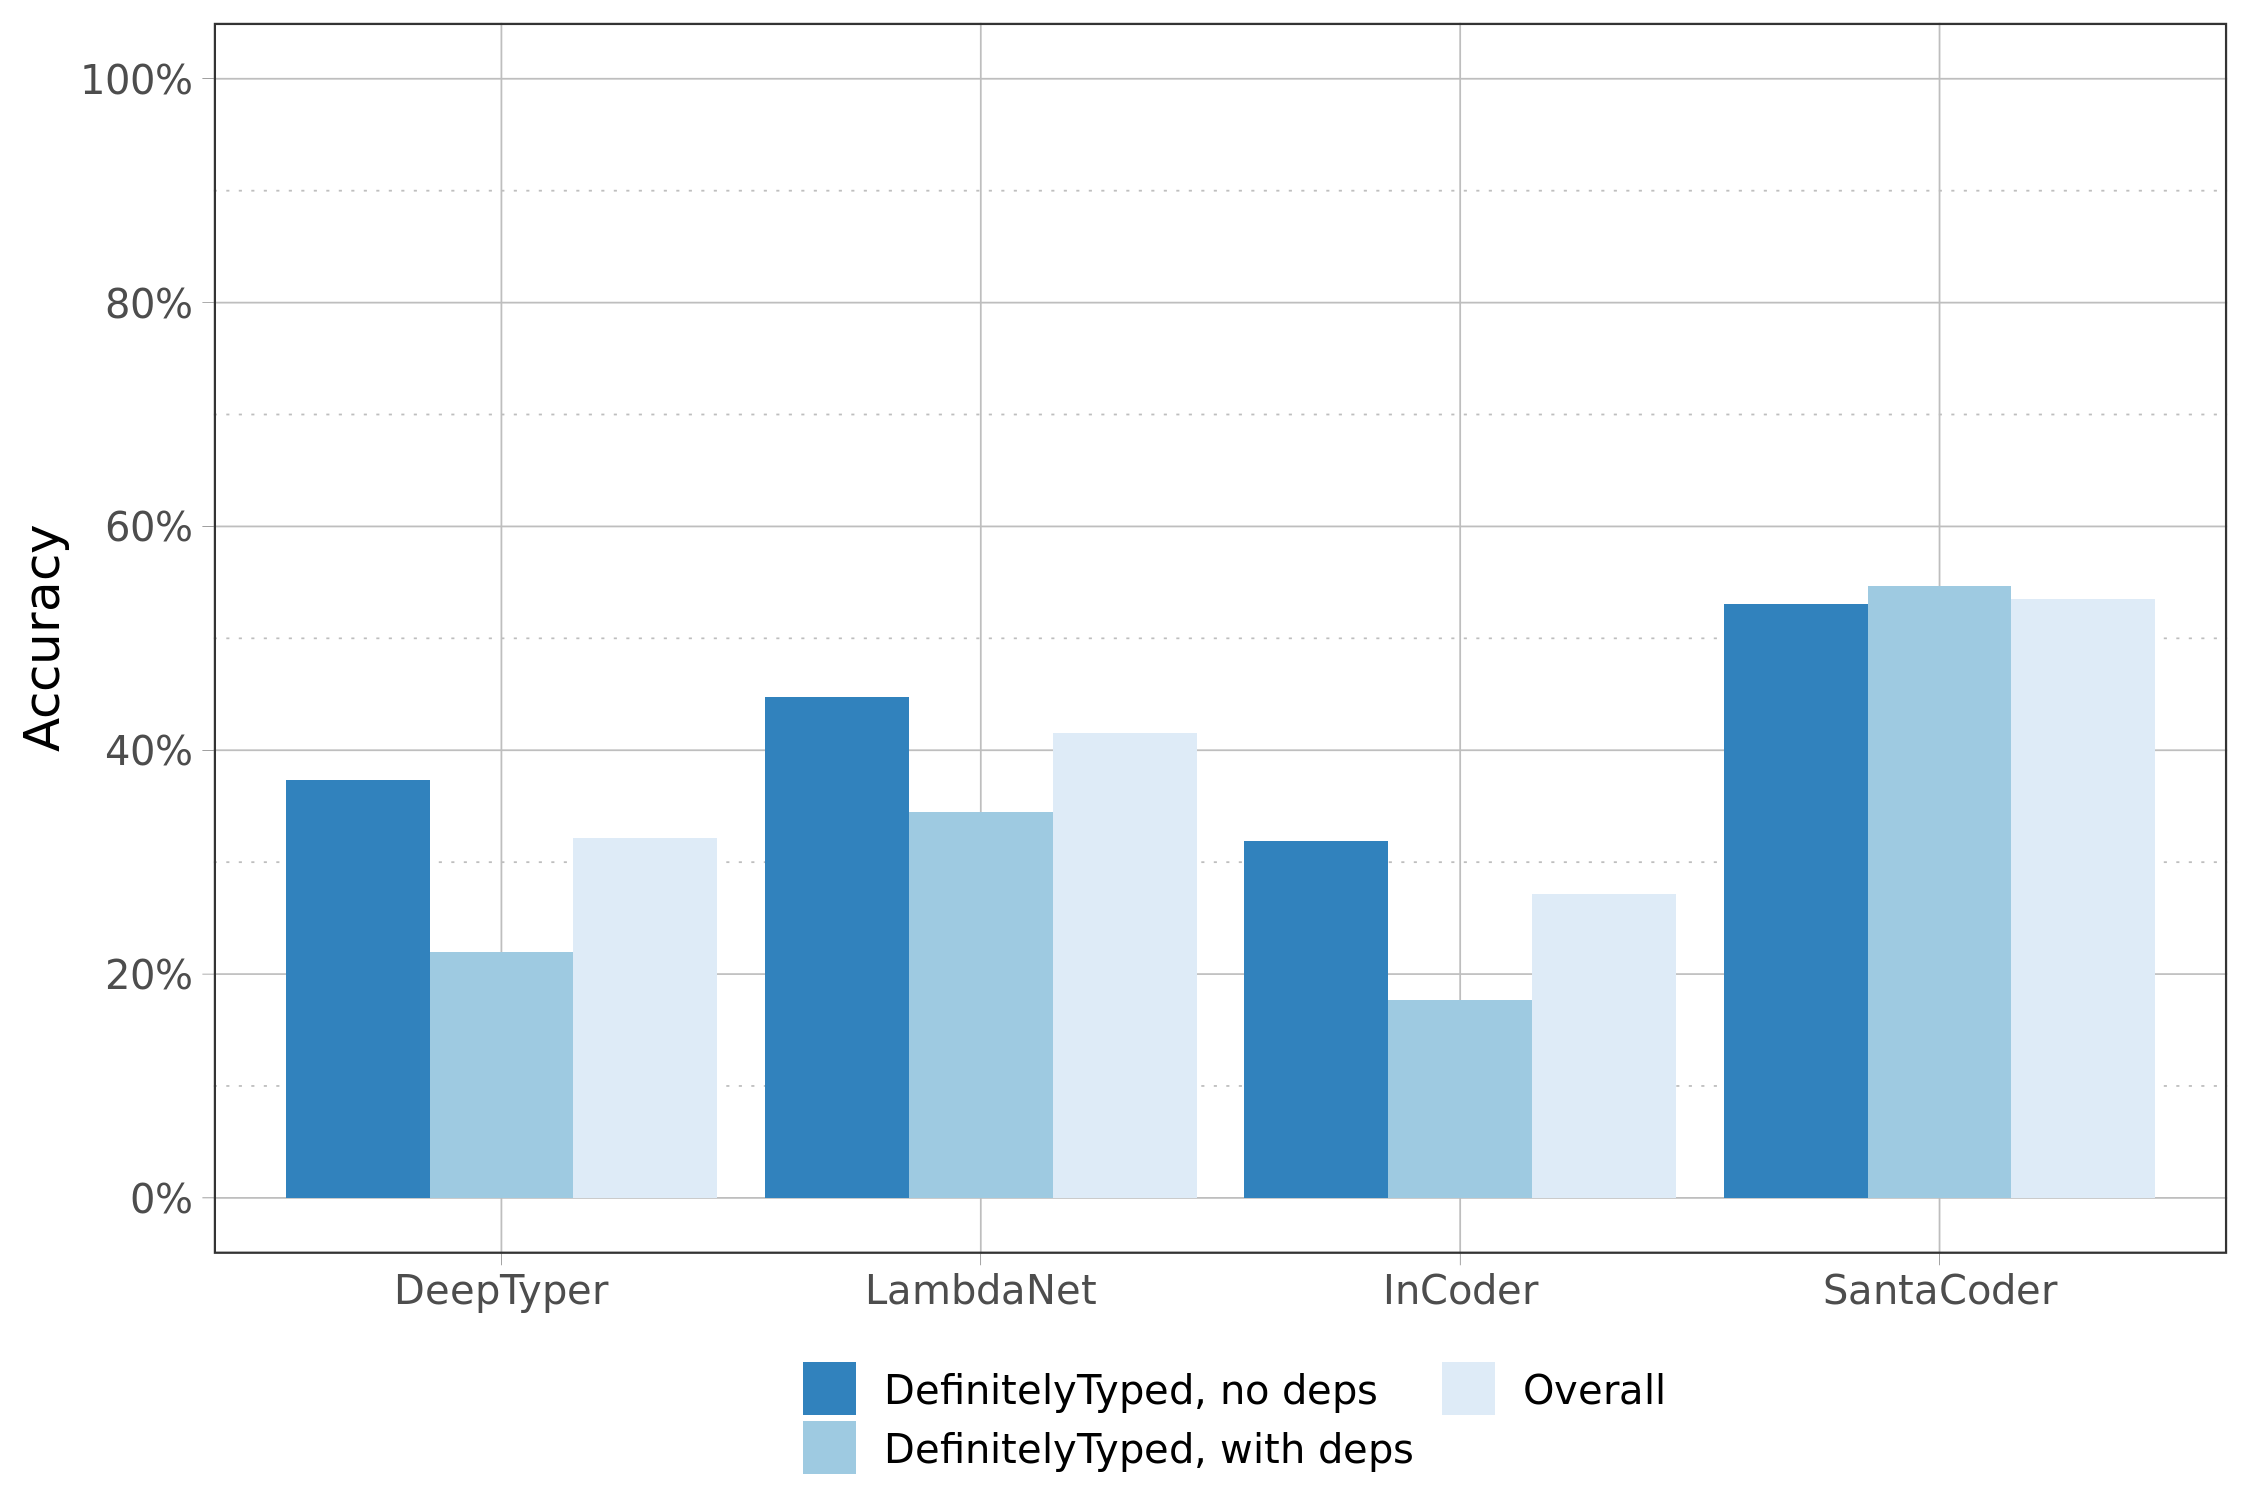 100%
80%
60%
40%
20%
0%
Accuracy
DeepTyper
LambdaNet
InCoder
SantaCoder
DefinitelyTyped, no deps
Overall
DefinitelyTyped, with deps